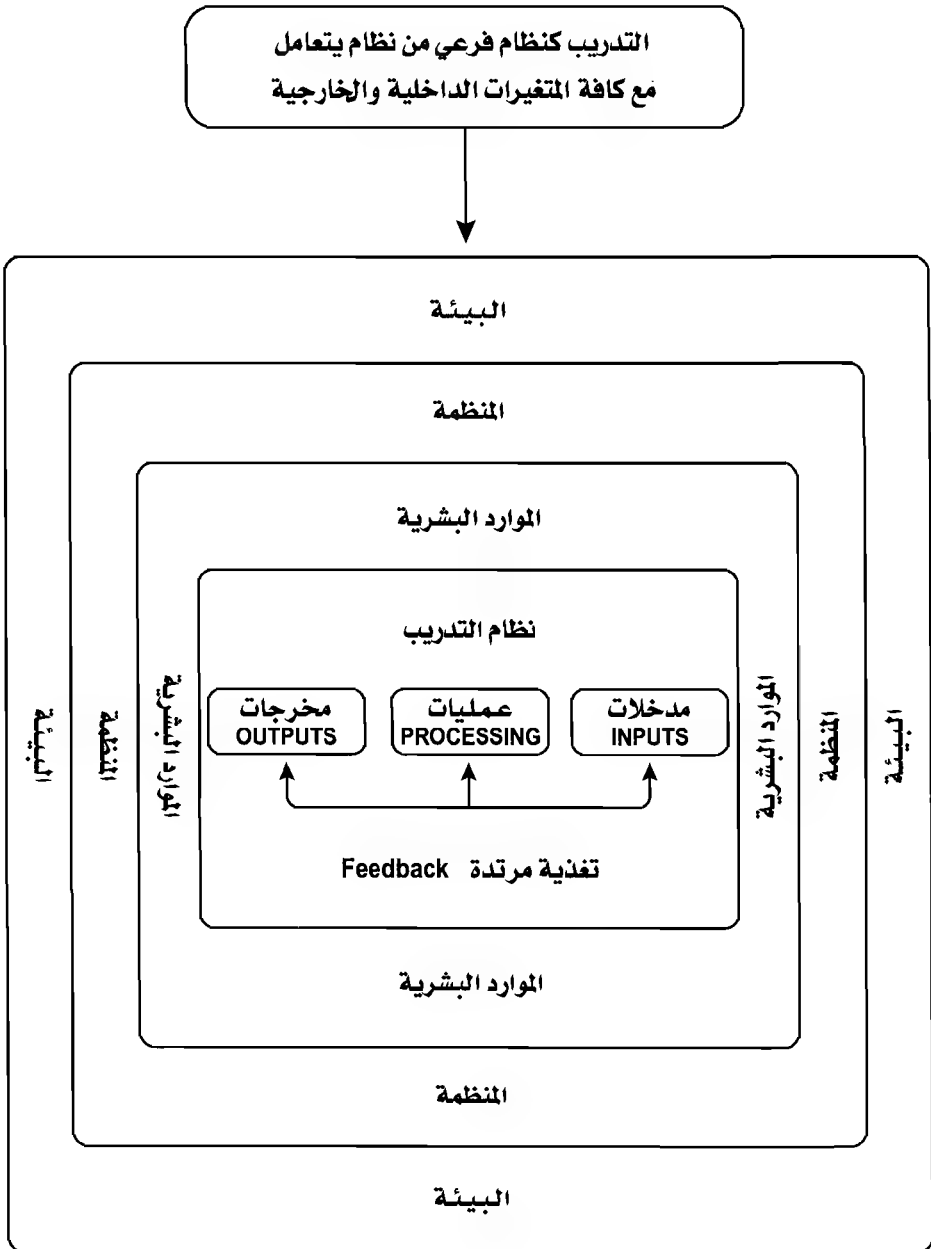 التدريب كنظام فرعي من نظام يتعامل
مع كافة المتغيرات الداخلية والخارجية
البيئة
المنظمة
الموارد البشرية
نظام التدريب
مدخلات
INPUTS
عمليات
PROCESSING
مخرجات
OUTPUTS
تغذية مرتدة Feedback
الموارد البشرية
المنظمة
البيئة
الموارد البشرية
المنظمة
البيئة
الموارد البشرية
المنظمة
البيئة